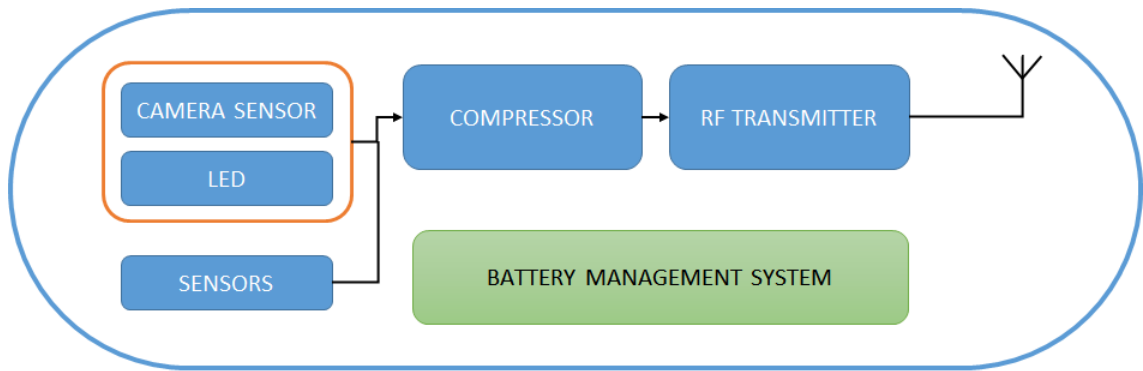 CAMERA SENSOR
LED
SENSORS
COMPRESSOR
RF TRANSMITTER
BATTERY MANAGEMENT SYSTEM